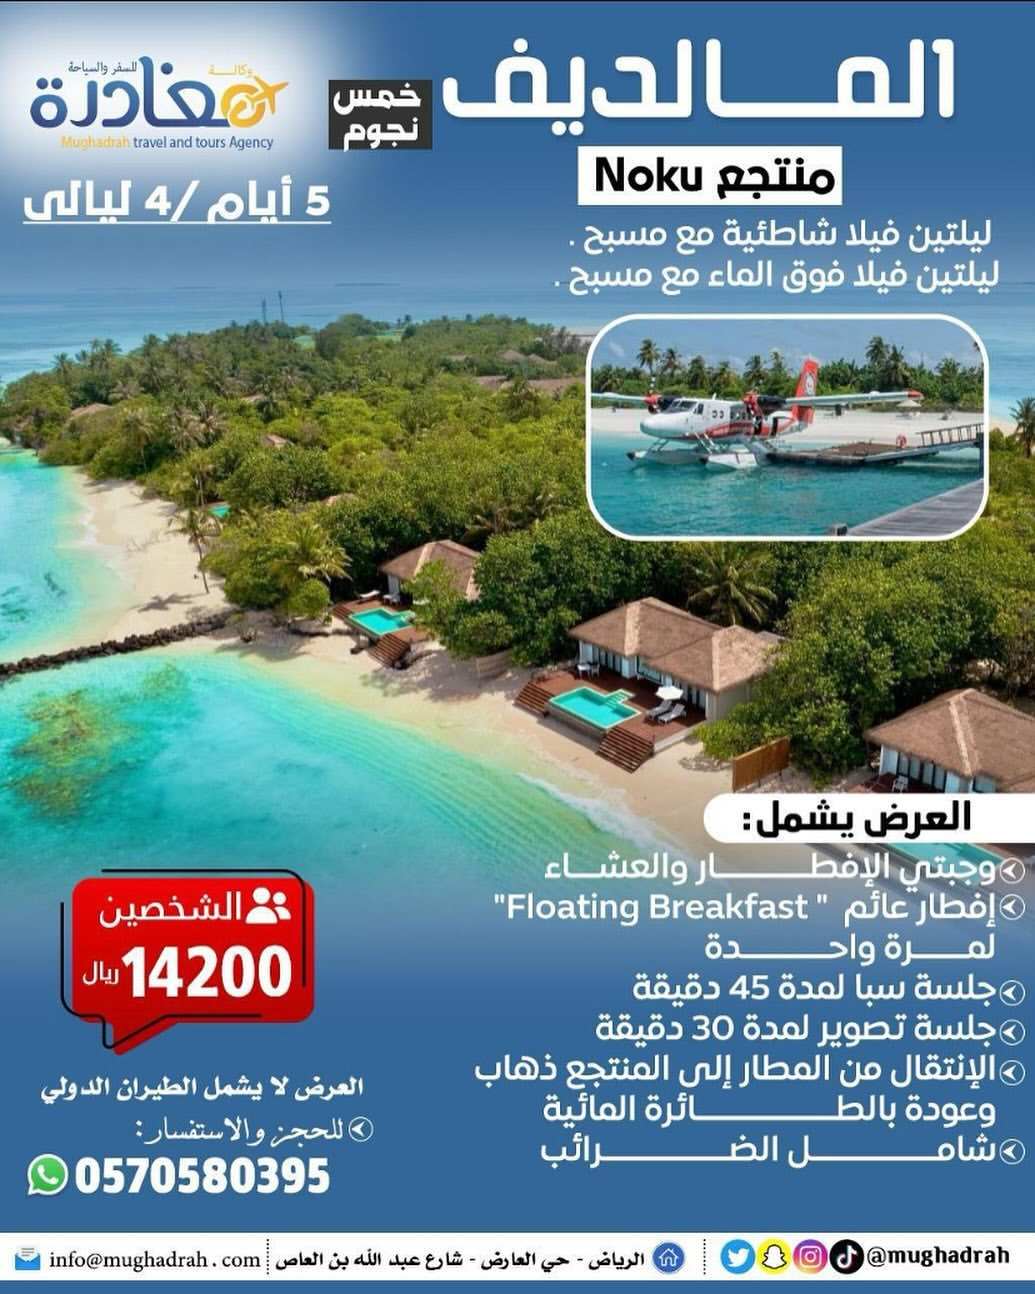 وكالة للسفر والسياحة
مغادرة
Mughadrah travel and tours Agency
المالديف
خمس
نجوم
منتجع Noku
5 أيام /4 ليالى
ليلتين فيلا شاطئية مع مسبح .
ليلتين فيلا فوق الماء مع مسبح .
العرض يشمل:
وجبتي الإفطار والعشاء
إفطار عائم " Floating Breakfast"
لمرة واحدة
جلسة سبا لمدة 45 دقيقة
جلسة تصوير لمدة 30 دقيقة
الإنتقال من المطار إلى المنتجع ذهاب
وعودة بالطائرة المائية
شامل الضرائب
الشخصين
14200 ريال
العرض لا يشمل الطيران الدولي
للحجز والاستفسار:
0570580395
@mughadrah
الرياض - حي العارض - شارع عبد الله بن العاص
info@mughadrah . com